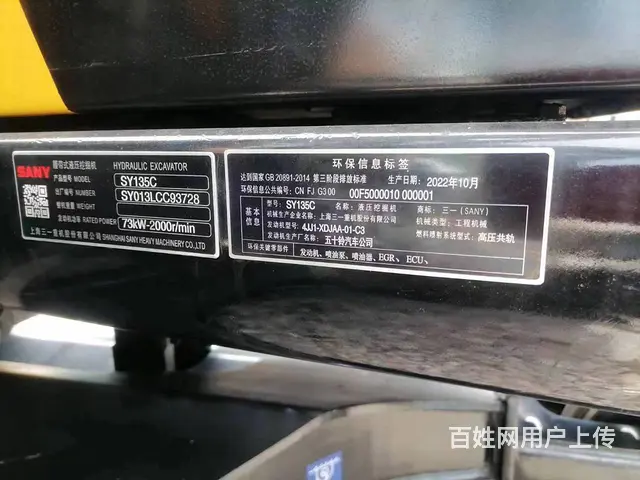 SANY
履带式液压挖掘机 HYDRAULIC EXCAVATOR
产品型号 PRODUCT MODEL SY135C
出厂编号 NUMBER SY013LCC93728
发动机功率 RATED POWER 73kW-2000r/min
上海三一重机股份有限公司 SHANGHAI SANY HEAVY MACHINERY CO., LTD
环保信息标签
达到国家GB 20891-2014 第三阶段排放标准 生产日期: 2022年10月
环保信息公共编号: CN FJ G3 00 00F5000010 000001
基本信息
型号: SY135C 名称: 液压挖掘机 商标: 三一 (SANY)
机械生产企业名称: 上海三一重机股份有限公司 机械类型: 工程机械
发动机型号: 4JJ1-XDJAA-01-C3 燃料喷射系统型式: 高压共轨
发动机生产厂名称: 五十铃汽车公司
环保关键零部件 发动机、喷油泵、喷油器、EGR、ECU、
百姓网用户上传